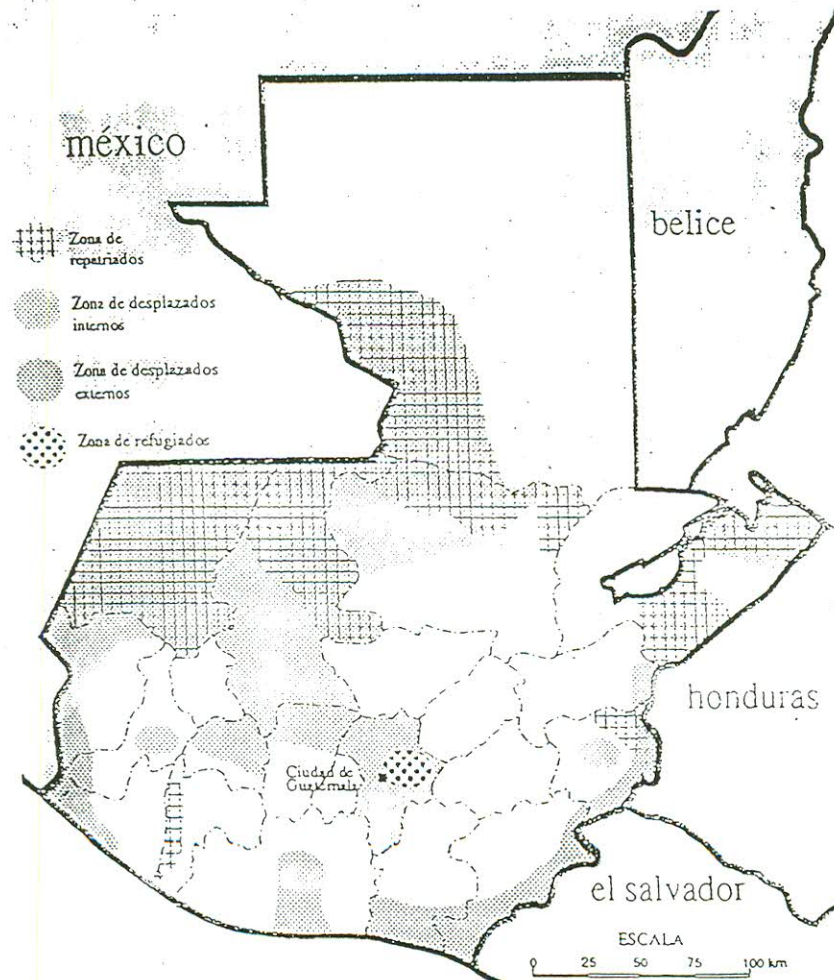 méxico
belice
Zona de
repatriados
Zona de desplazados
internos
Zona de desplazados
externos
Zona de refugiados
honduras
Ciudad de
Guatemala
el salvador
ESCALA
0 25 50 75 100 km